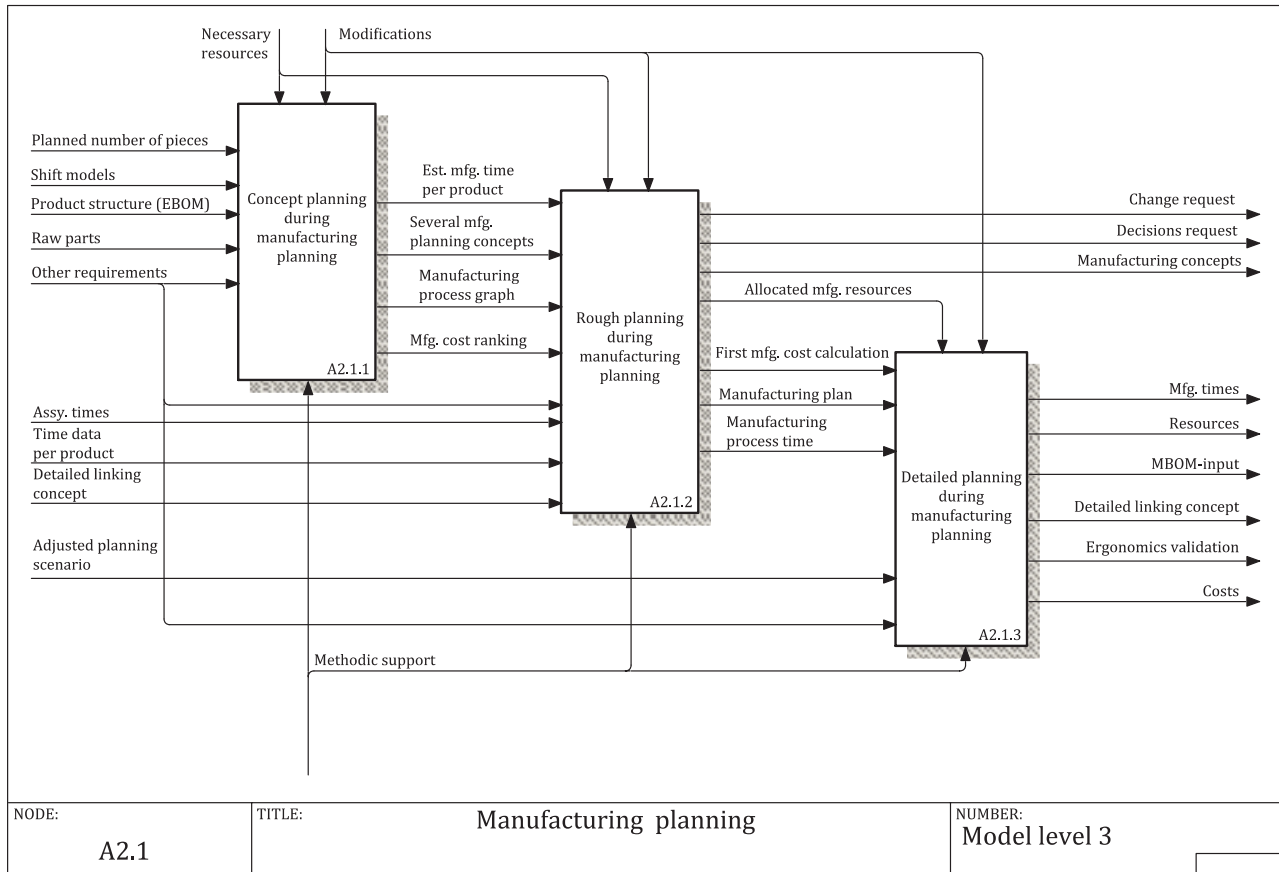 Necessary
resources
Modifications
Planned number of pieces
Shift models
Product structure (EBOM)
Raw parts
Other requirements
Concept planning
during
manufacturing
planning
A2.1.1
Est. mfg. time
per product
Several mfg.
planning concepts
Manufacturing
process graph
Mfg. cost ranking
Assy. times
Time data
per product
Detailed linking
concept
Adjusted planning
scenario
Rough planning
during
manufacturing
planning
A2.1.2
Change request
Decisions request
Manufacturing concepts
Allocated mfg. resources
First mfg. cost calculation
Manufacturing plan
Manufacturing
process time
Detailed planning
during
manufacturing
planning
A2.1.3
Mfg. times
Resources
MBOM-input
Detailed linking concept
Ergonomics validation
Costs
Methodic support
NODE:
A2.1
TITLE:
Manufacturing planning
NUMBER:
Model level 3